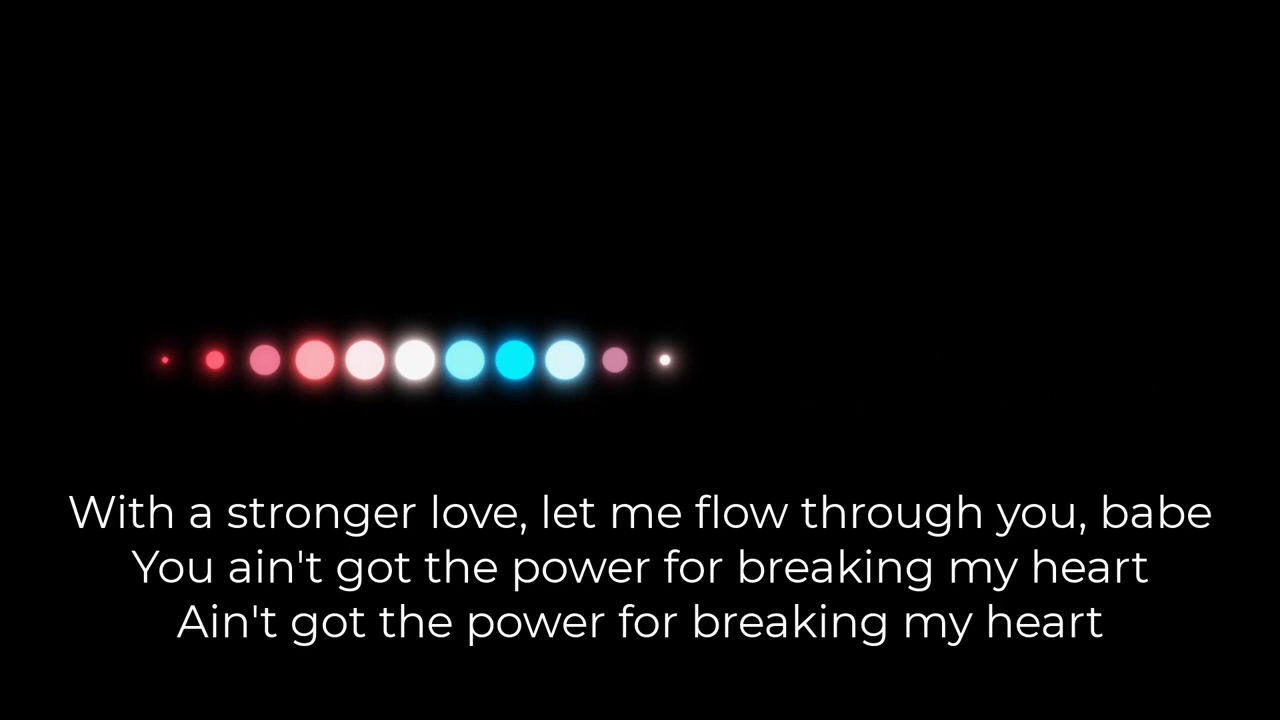 With a stronger love, let me flow through you, babe
You ain't got the power for breaking my heart
Ain't got the power for breaking my heart